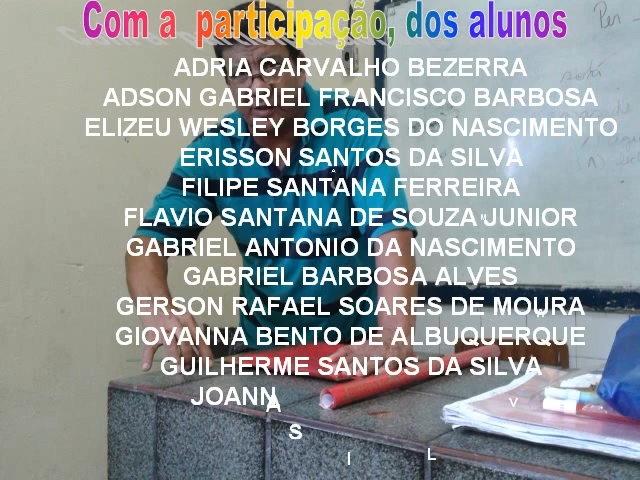 Com a participação, dos alunos
ADRIA CARVALHO BEZERRA
ADSON GABRIEL FRANCISCO BARBOSA
ELIZEU WESLEY BORGES DO NASCIMENTO
ERISSON SANTOS DA SILVA
FILIPE SANTANA FERREIRA
FLAVIO SANTANA DE SOUZA JUNIOR
GABRIEL ANTONIO DA NASCIMENTO
GABRIEL BARBOSA ALVES
GERSON RAFAEL SOARES DE MOURA
GIOVANNA BENTO DE ALBUQUERQUE
GUILHERME SANTOS DA SILVA
JOANN
A
S
I
L
V